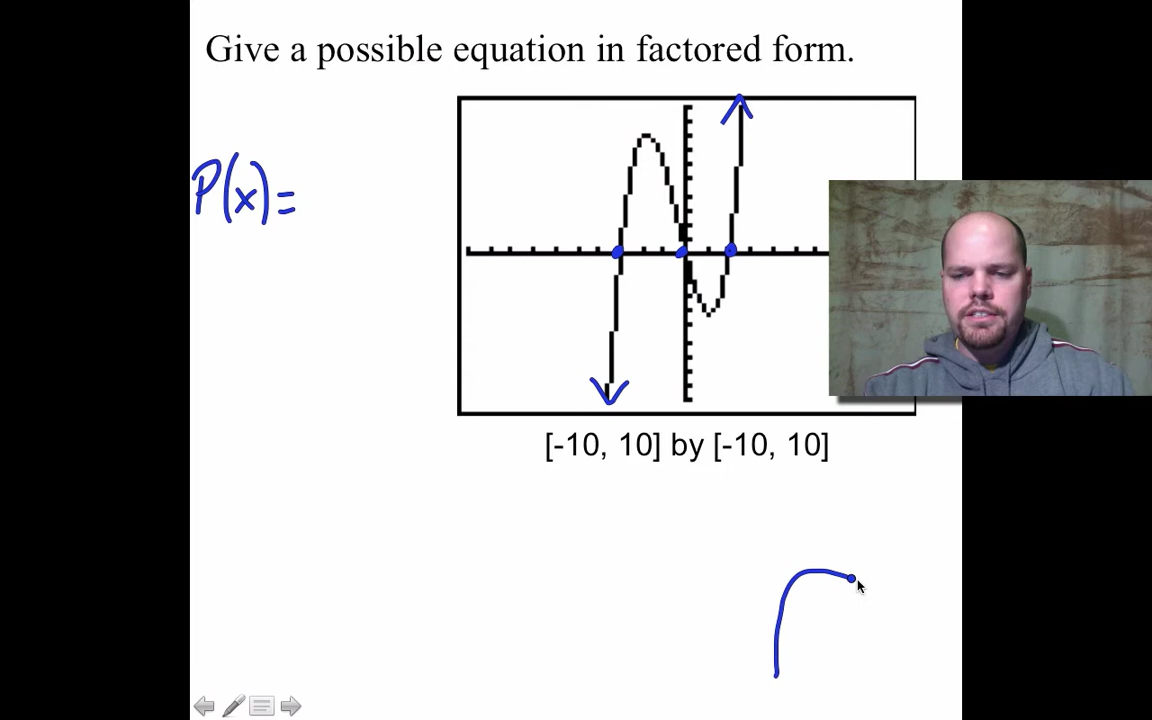 Give a possible equation in factored form.
P(x)=
[-10, 10] by [-10, 10]